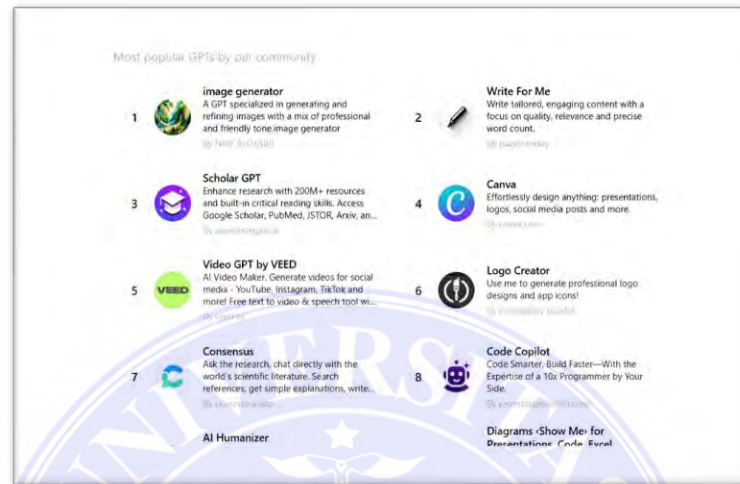 Most popular GPTs by our community
1
image generator
A GPT specialized in generating and
refining images with a mix of professional
and friendly tone.image generator
2
Write For Me
Write tailored, engaging content with a
focus on quality, relevance and precise
word count.
3
Scholar GPT
Enhance research with 200M+ resources
and built-in critical reading skills. Access
Google Scholar, PubMed, JSTOR, Arxiv, an...
4
Canva
Effortlessly design anything: presentations,
logos, social media posts and more.
5
VEED
Video GPT by VEED
AI Video Maker. Generate videos for social
media - YouTube, Instagram, TikTok and
more! Free text to video & speech tool wi...
6
Logo Creator
Use me to generate professional logo
designs and app icons!
7
Consensus
Ask the research, chat directly with the
world's scientific literature. Search
references, get simple explanations, write...
8
Code Copilot
Code Smarter, Build Faster—With the
Expertise of a 10x Programmer by Your
Side.
AI Humanizer
Diagrams ‹Show Me› for
Presentations, Code, Excel